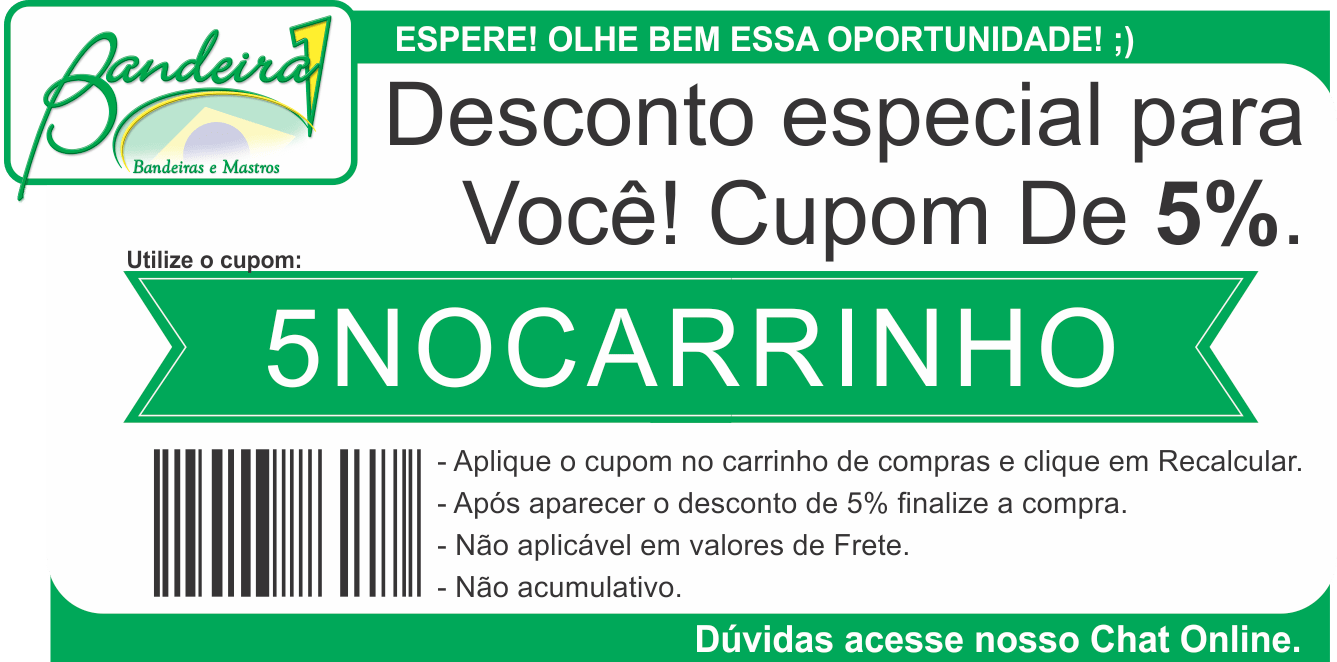 Bandeira1
Bandeiras e Mastros
ESPERE! OLHE BEM ESSA OPORTUNIDADE! ;)
Desconto especial para
Você! Cupom De 5%.
Utilize o cupom:
5NOCARRINHO
- Aplique o cupom no carrinho de compras e clique em Recalcular.
- Após aparecer o desconto de 5% finalize a compra.
- Não aplicável em valores de Frete.
- Não acumulativo.
Dúvidas acesse nosso Chat Online.